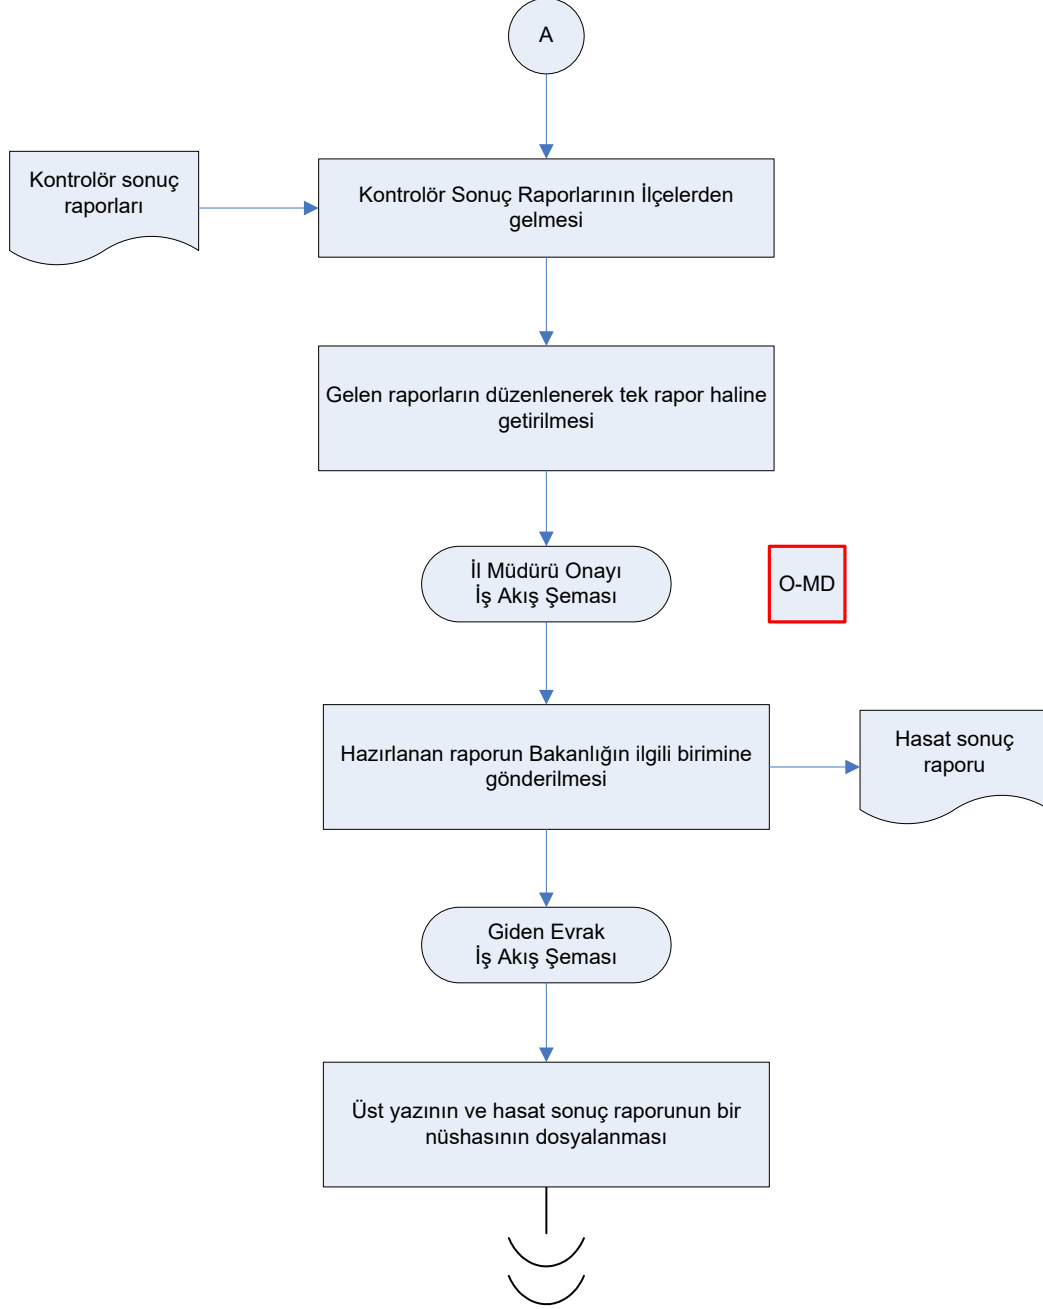 A
Kontrolör sonuç
raporları
Kontrolör Sonuç Raporlarının İlçelerden
gelmesi
Gelen raporların düzenlenerek tek rapor haline
getirilmesi
İl Müdürü Onayı
İş Akış Şeması
O-MD
Hazırlanan raporun Bakanlığın ilgili birimine
gönderilmesi
Hasat sonuç
raporu
Giden Evrak
İş Akış Şeması
Üst yazının ve hasat sonuç raporunun bir
nüshasının dosyalanması